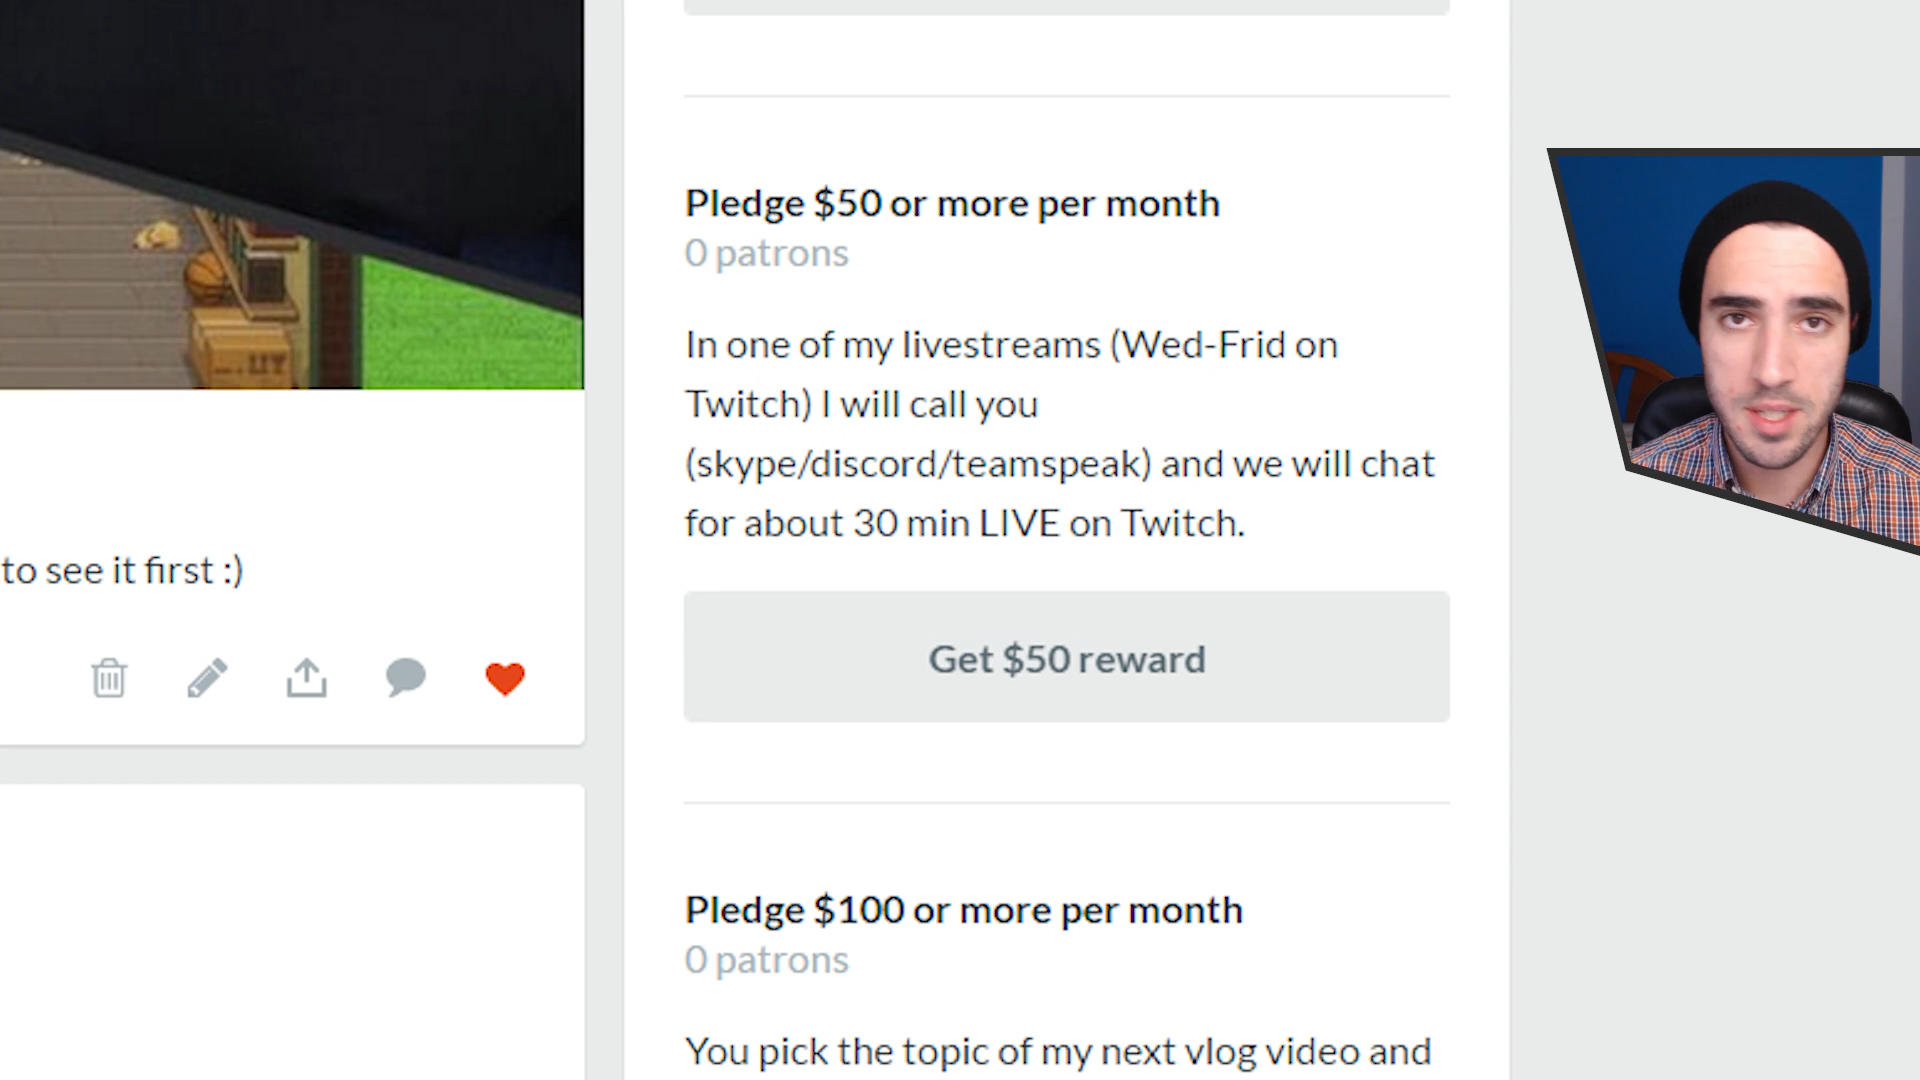 Pledge $50 or more per month
0 patrons
In one of my livestreams (Wed-Frid on
Twitch) I will call you
(skype/discord/teamspeak) and we will chat
for about 30 min LIVE on Twitch.
to see it first :)
Get $50 reward
Pledge $100 or more per month
0 patrons
You pick the topic of my next vlog video and